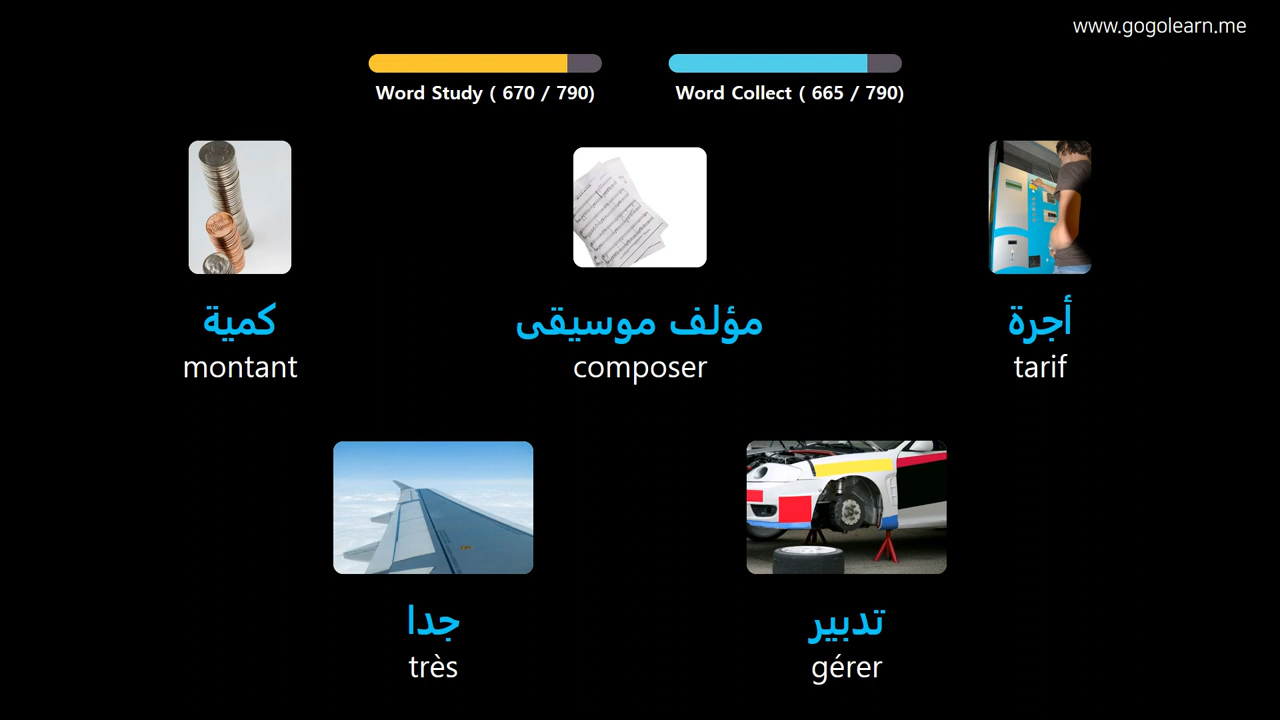 www.gogolearn.me
Word Study ( 670 / 790)
Word Collect ( 665 / 790)
كمية
montant
مؤلف موسيقى
composer
أجرة
tarif
جدا
très
تدبير
gérer